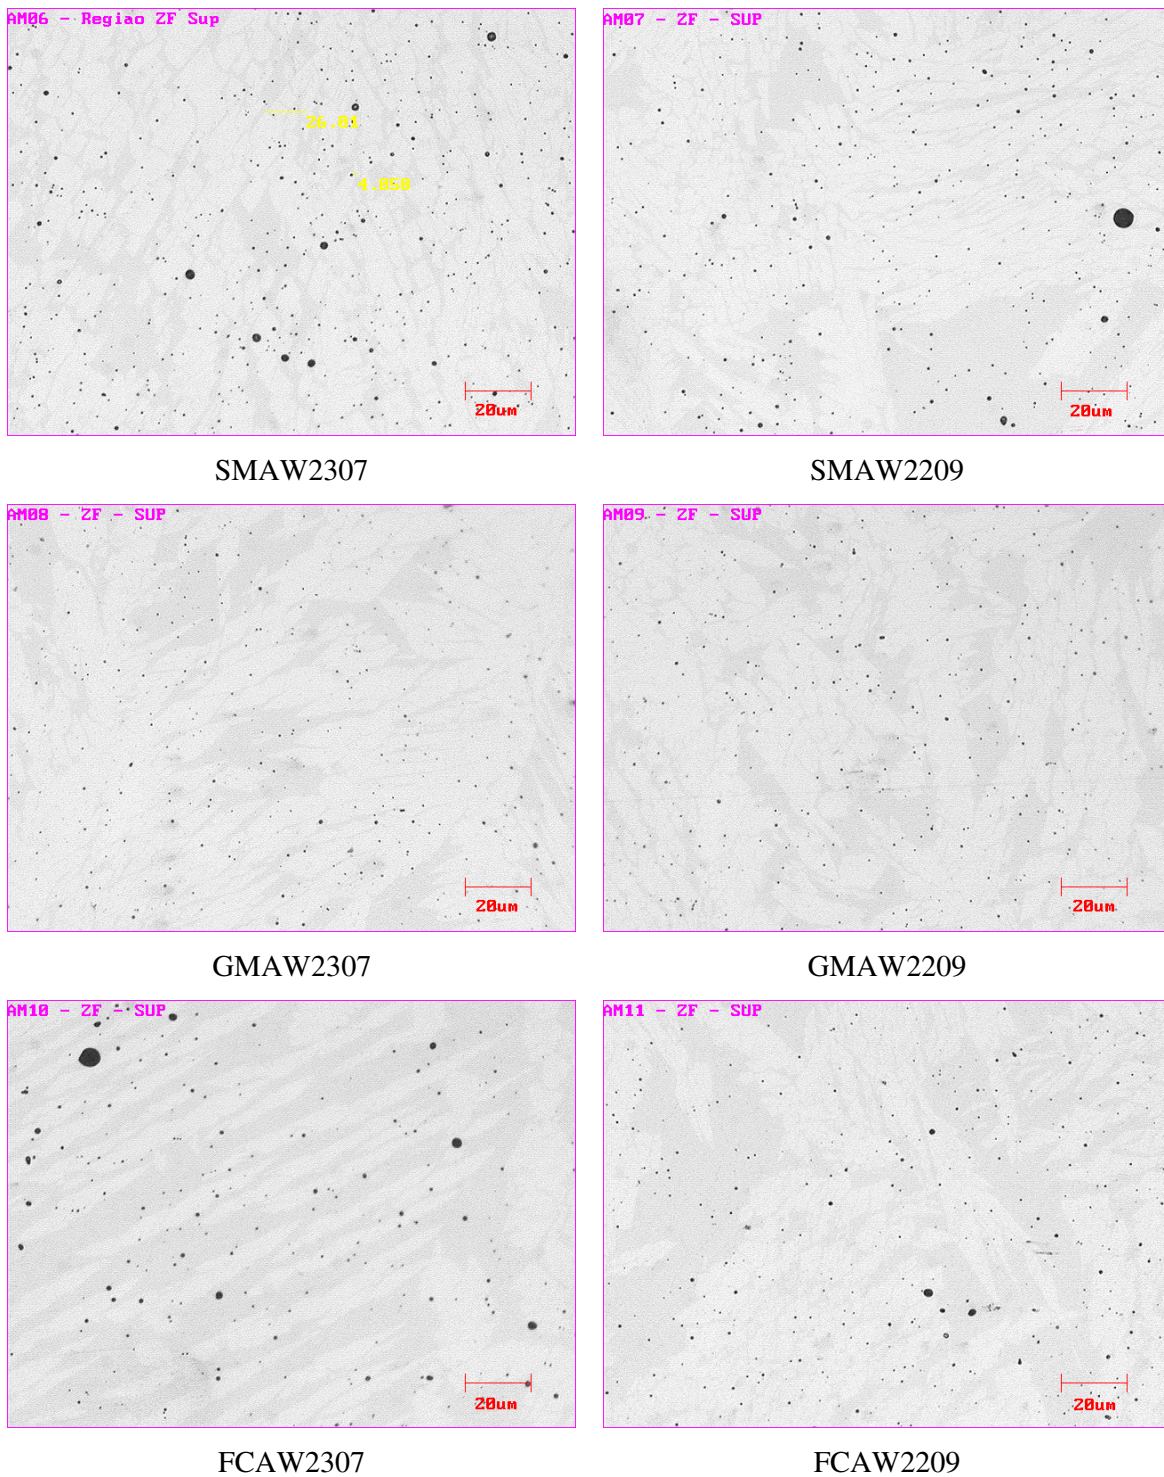 AM06 - Regiao ZF Sup
AM07 - ZF - SUP
26.01
4.050
20um
20um
SMAW2307
SMAW2209
AM08 - ZF - SUP
AM09 - ZF - SUP
20um
20um
GMAW2307
GMAW2209
AM10 - ZF - SUP
AM11 - ZF - SUP
20um
20um
FCAW2307
FCAW2209